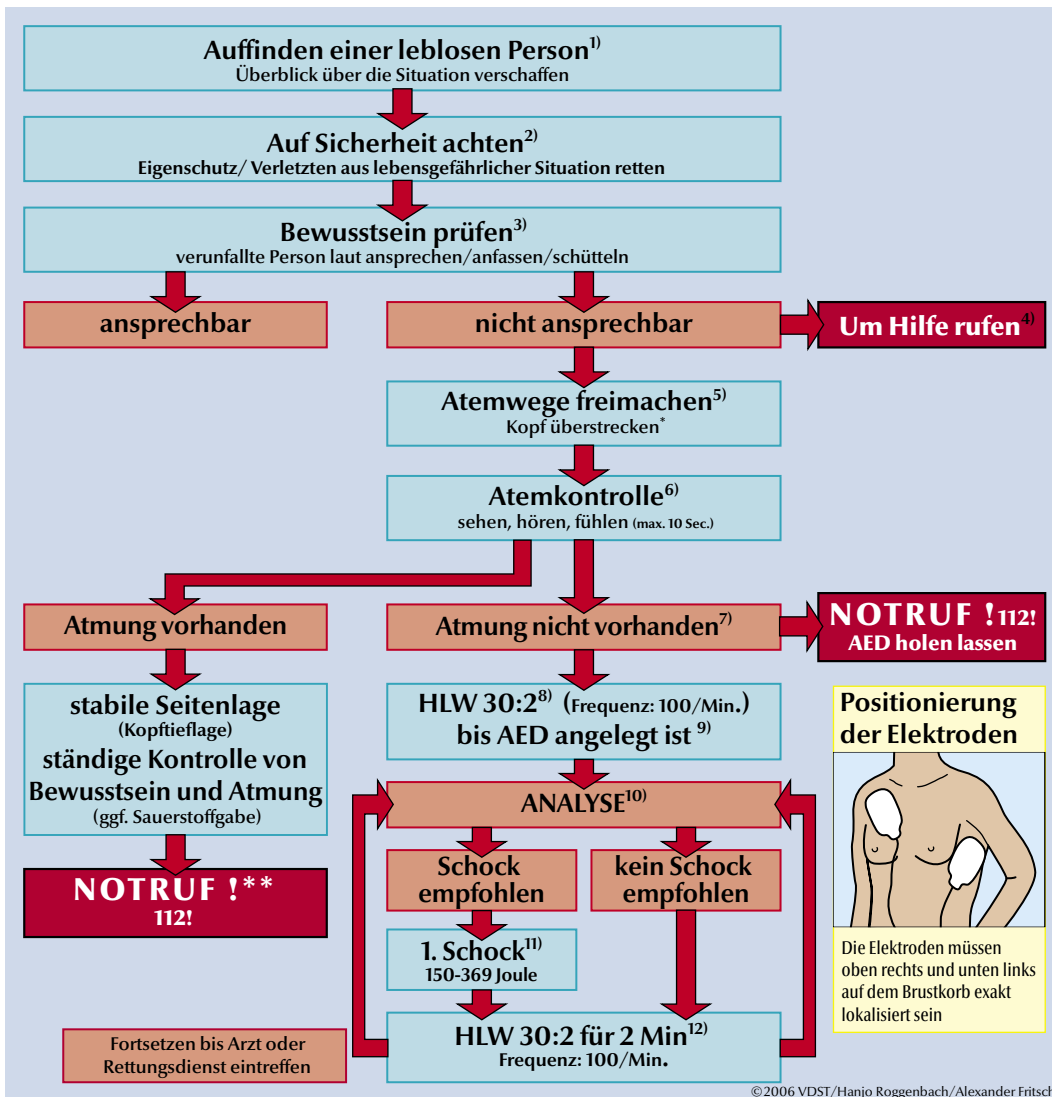 Auffinden einer leblosen Person1)
Überblick über die Situation verschaffen
Auf Sicherheit achten2)
Eigenschutz/ Verletzten aus lebensgefährlicher Situation retten
Bewusstsein prüfen3)
verunfallte Person laut ansprechen/anfassen/schütteln
ansprechbar
nicht ansprechbar
Um Hilfe rufen4)
Atemwege freimachen5)
Kopf überstrecken*
Atemkontrolle6)
sehen, hören, fühlen (max. 10 Sec.)
Atmung vorhanden
Atmung nicht vorhanden7)
NOTRUF !112!
AED holen lassen
stabile Seitenlage
(Kopftieflage)
ständige Kontrolle von
Bewusstsein und Atmung
(ggf. Sauerstoffgabe)
NOTRUF !**
112!
HLW 30:28) (Frequenz: 100/Min.)
bis AED angelegt ist 9)
ANALYSE10)
Schock
empfohlen
kein Schock
empfohlen
1. Schock11)
150-369 Joule
HLW 30:2 für 2 Min12)
Frequenz: 100/Min.
Fortsetzen bis Arzt oder
Rettungsdienst eintreffen
Positionierung
der Elektroden
Die Elektroden müssen
oben rechts und unten links
auf dem Brustkorb exakt
lokalisiert sein
©2006 VDST/Hanjo Roggenbach/Alexander Fritsch